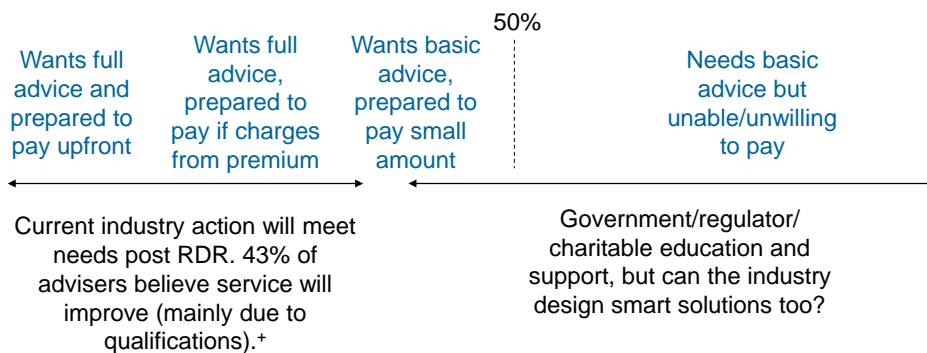 50%
Wants full
advice and
prepared to
pay upfront
Wants full
advice,
prepared to
pay if charges
from premium
Wants basic
advice,
prepared to
pay small
amount
Needs basic
advice but
unable/unwilling
to pay
Current industry action will meet
needs post RDR. 43% of
advisers believe service will
improve (mainly due to
qualifications).+
Government/regulator/
charitable education and
support, but can the industry
design smart solutions too?